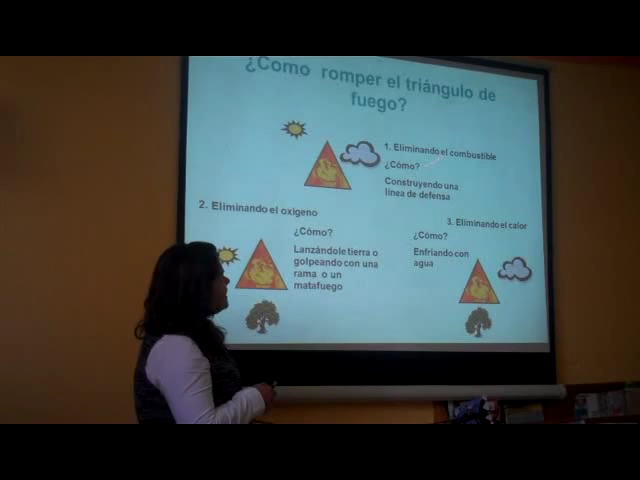 ¿Como romper el triángulo de
fuego?
1. Eliminando el combustible
¿Cómo?
Construyendo una
línea de defensa
2. Eliminando el oxigeno
¿Cómo?
Lanzándole tierra o
golpeando con una
rama o un
matafuego
3. Eliminando el calor
¿Cómo?
Enfriando con
agua